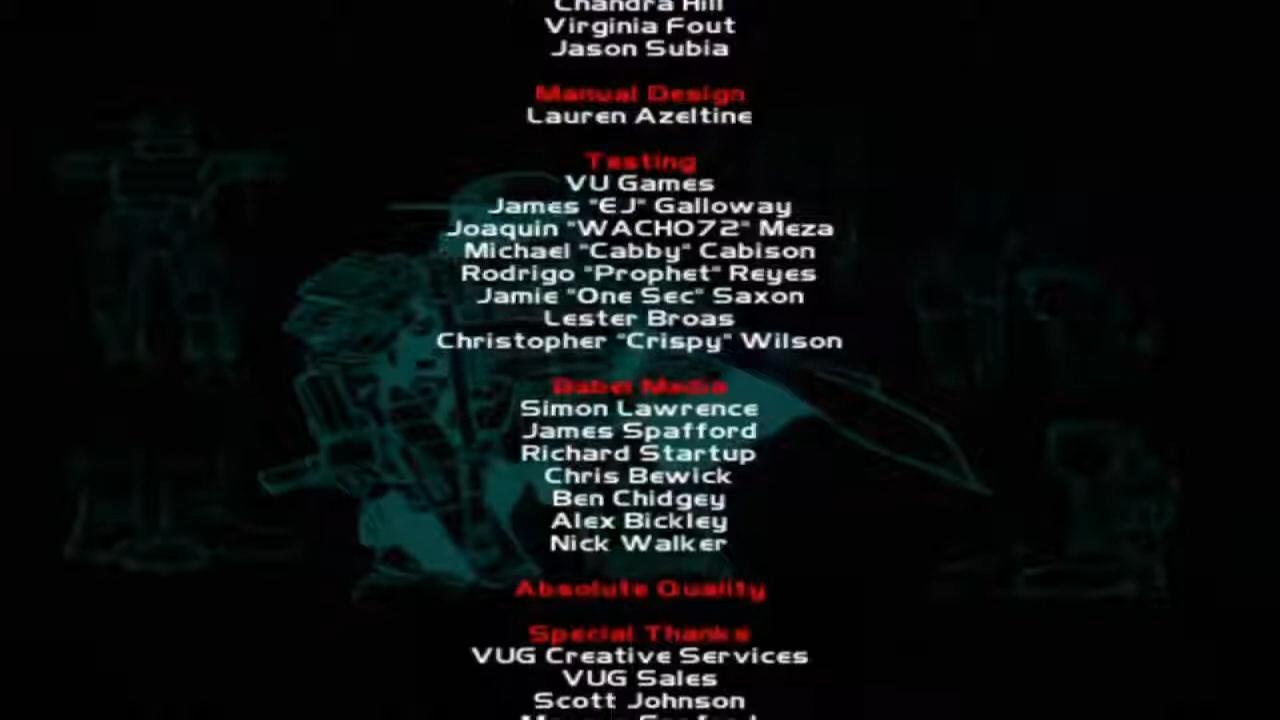 Chandra Hill
Virginia Fout
Jason Subia
Manual Design
Lauren Azeltine
Testing
VU Games
James "EJ" Galloway
Joaquin "WACHO72" Meza
Michael "Cabby" Cabison
Rodrigo "Prophet" Reyes
Jamie "One Sec" Saxon
Lester Broas
Christopher "Crispy" Wilson
Babel Media
Simon Lawrence
James Spafford
Richard Startup
Chris Bewick
Ben Chidgey
Alex Bickley
Nick Walker
Absolute Quality
Special Thanks
VUG Creative Services
VUG Sales
Scott Johnson